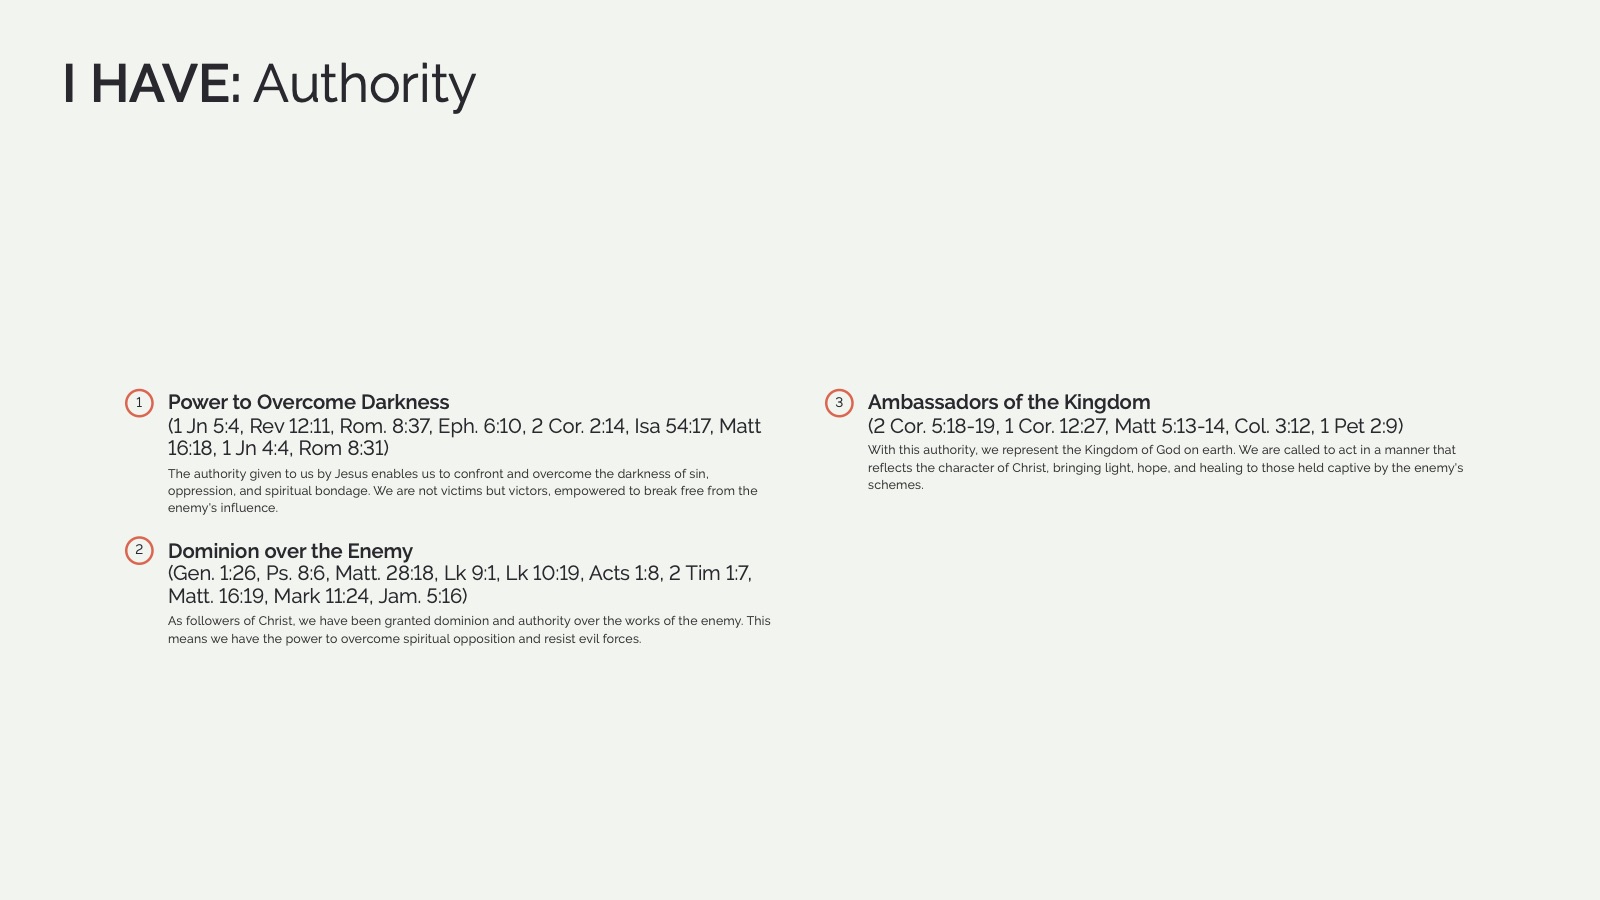 I HAVE: Authority
1
Power to Overcome Darkness
(1 Jn 5:4, Rev 12:11, Rom. 8:37, Eph. 6:10, 2 Cor. 2:14, Isa 54:17, Matt
16:18, 1 Jn 4:4, Rom 8:31)
The authority given to us by Jesus enables us to confront and overcome the darkness of sin,
oppression, and spiritual bondage. We are not victims but victors, empowered to break free from the
enemy's influence.
2
Dominion over the Enemy
(Gen. 1:26, Ps. 8:6, Matt. 28:18, Lk 9:1, Lk 10:19, Acts 1:8, 2 Tim 1:7,
Matt. 16:19, Mark 11:24, Jam. 5:16)
As followers of Christ, we have been granted dominion and authority over the works of the enemy. This
means we have the power to overcome spiritual opposition and resist evil forces.
3
Ambassadors of the Kingdom
(2 Cor. 5:18-19, 1 Cor. 12:27, Matt 5:13-14, Col. 3:12, 1 Pet 2:9)
With this authority, we represent the Kingdom of God on earth. We are called to act in a manner that
reflects the character of Christ, bringing light, hope, and healing to those held captive by the enemy's
schemes.